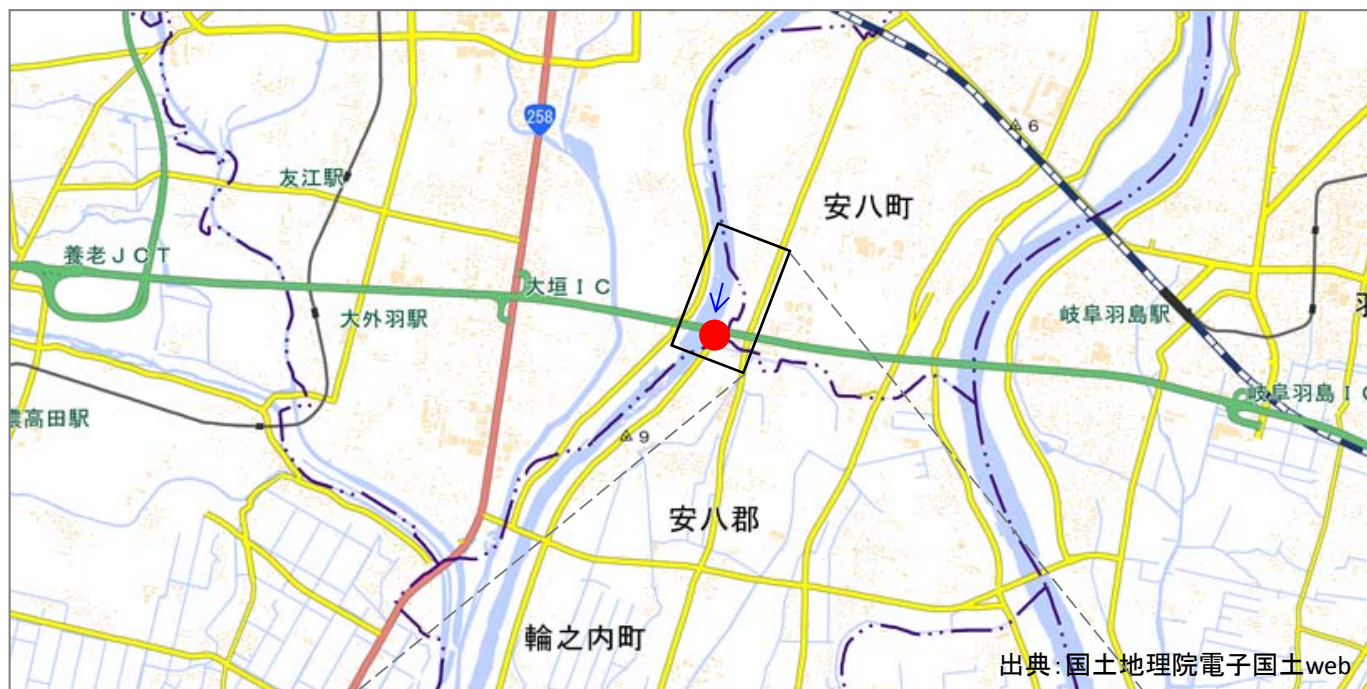 258
6
友江駅
安八町
養老ＪＣＴ
大垣ＩＣ
大外羽駅
岐阜羽島駅
岐阜羽島ＩＣ
農高田駅
9
安八郡
輪之内町
出典：国土地理院電子国土web